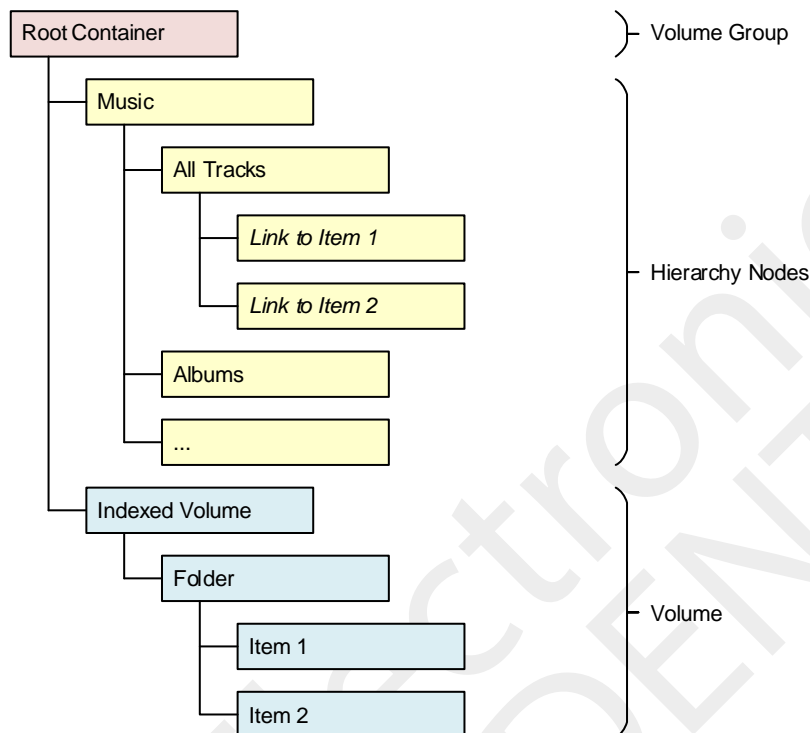 Root Container
Volume Group
Music
All Tracks
Link to Item 1
Hierarchy Nodes
Link to Item 2
Albums
...
Indexed Volume
Folder
Volume
Item 1
Item 2